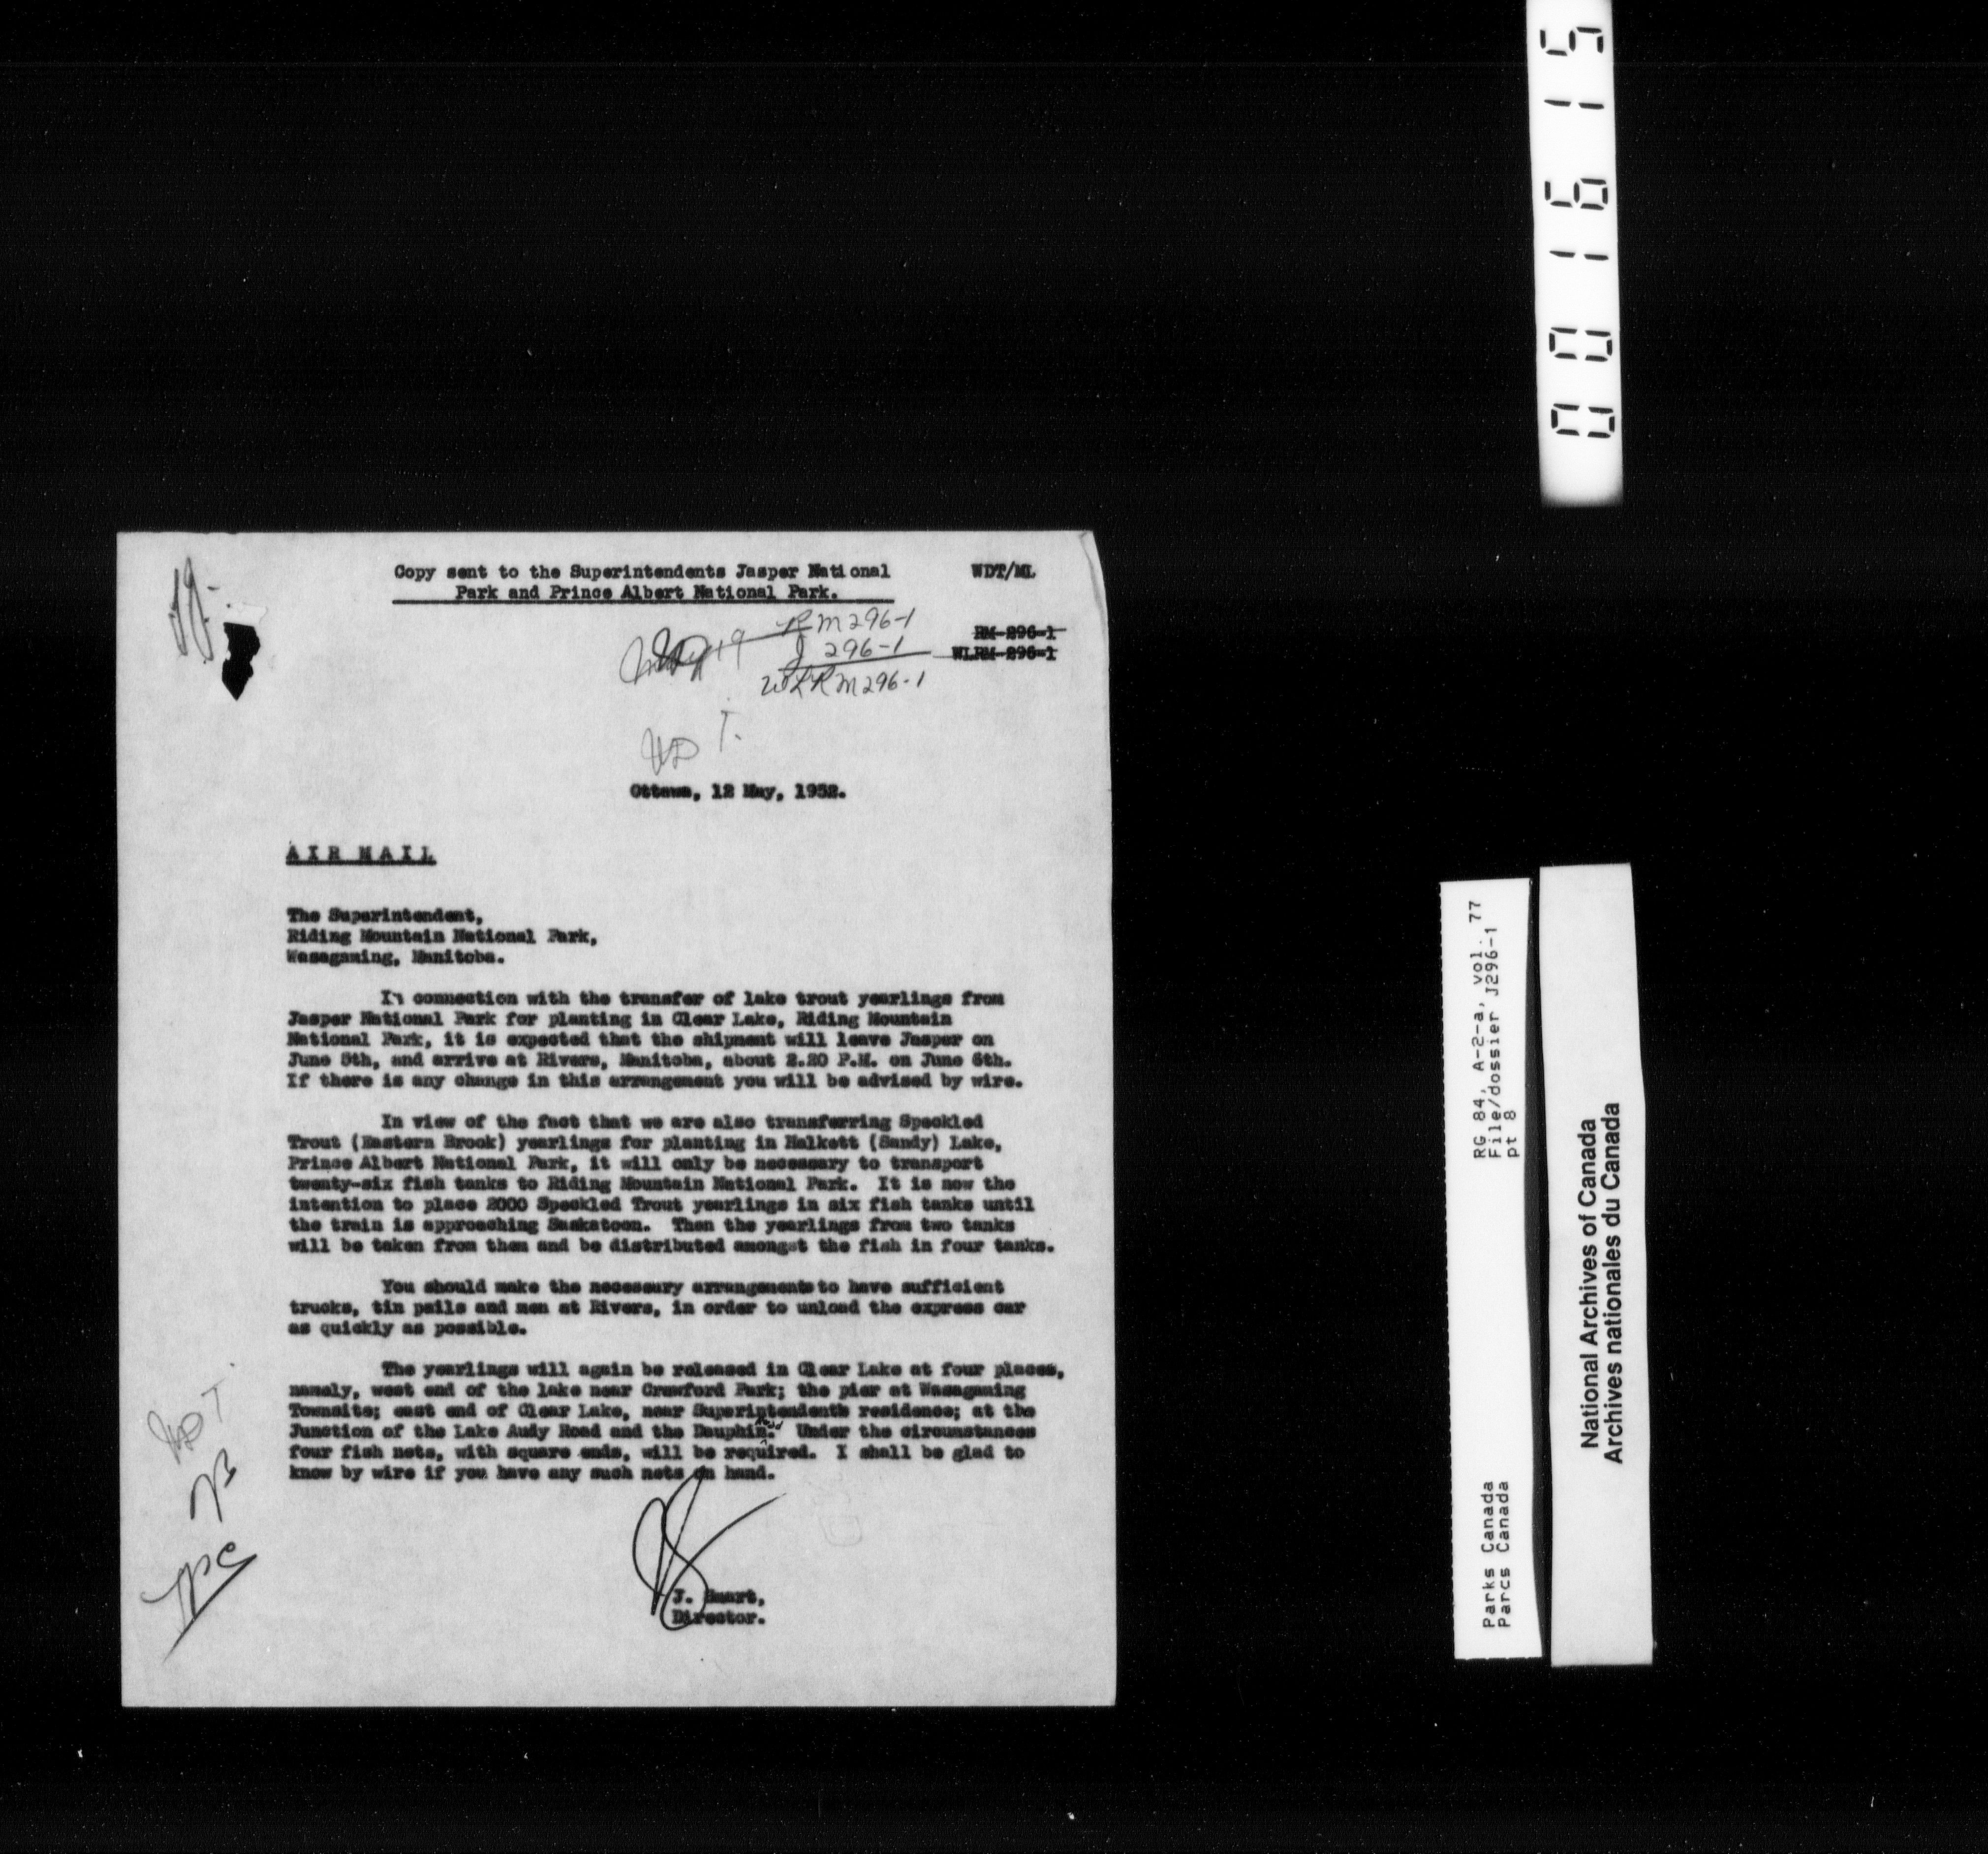 Copy sent to the Superintendents Jasper National
Park and Prince Albert National Park.
WDT/ML
RM 296-1
J 296-1
WLRM 296-1
RM-296-1
WLRM-296-1
WDT.
Ottawa, 12 May, 1952.
AIR MAIL
The Superintendent,
Riding Mountain National Park,
Wasagaming, Manitoba.
In connection with the transfer of lake trout yearlings from
Jasper National Park for planting in Clear Lake, Riding Mountain
National Park, it is expected that the shipment will leave Jasper on
June 5th, and arrive at Rivers, Manitoba, about 2.20 P.M. on June 6th.
If there is any change in this arrangement you will be advised by wire.
In view of the fact that we are also transferring Speckled
Trout (Eastern Brook) yearlings for planting in Halkett (Sandy) Lake,
Prince Albert National Park, it will only be necessary to transport
twenty-six fish tanks to Riding Mountain National Park. It is now the
intention to place 2000 Speckled Trout yearlings in six fish tanks until
the train is approaching Saskatoon. Then the yearlings from two tanks
will be taken from them and be distributed amongst the fish in four tanks.
You should make the necessary arrangements to have sufficient
trucks, tin pails and men at Rivers, in order to unload the express car
as quickly as possible.
The yearlings will again be released in Clear Lake at four places,
namely, west end of the lake near Crawford Park; the pier at Wasagaming
Townsite; east end of Clear Lake, near Superintendents residence; at the
Junction of the Lake Audy Road and the Dauphin Road. Under the circumstances
four fish nets, with square ends, will be required. I shall be glad to
know by wire if you have any such nets on hand.
WDT
J. Smart,
Director.
001615
RG 84, A-2-a, vol. 77
File/dossier J296-1
pt 8
Parks Canada
Parcs Canada
National Archives of Canada
Archives nationales du Canada